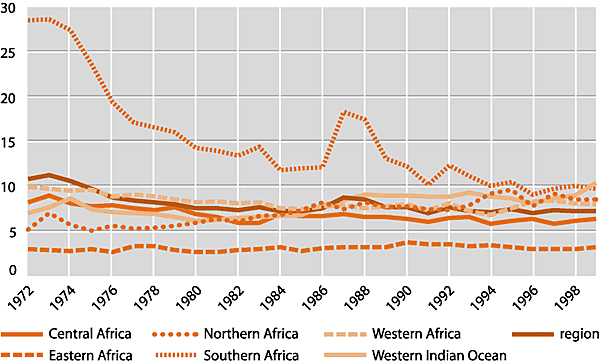 30
25
20
15
10
5
0
1972 1974 1976 1978 1980 1982 1984 1986 1988 1990 1992 1994 1996 1998
Central Africa Northern Africa Western Africa region
Eastern Africa Southern Africa Western Indian Ocean